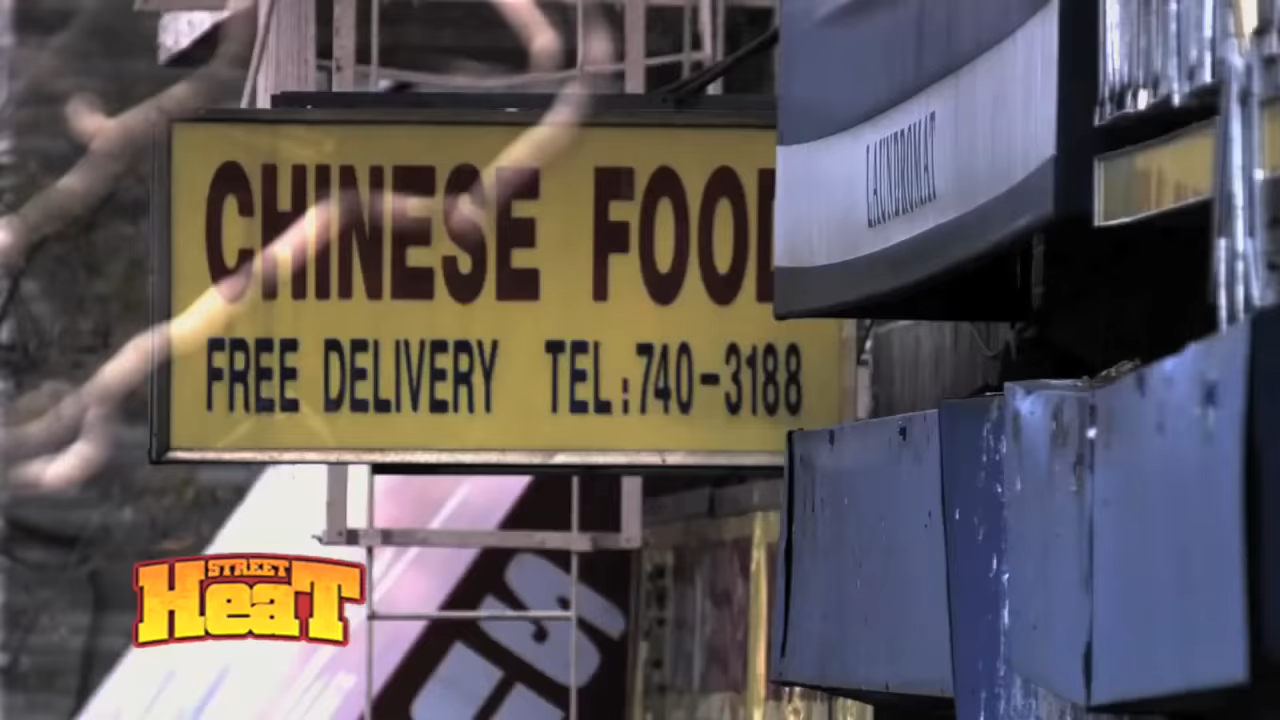 CHINESE FOOD
FREE DELIVERY TEL:740-3188
LAUNDROMAT
STREET
HeaT